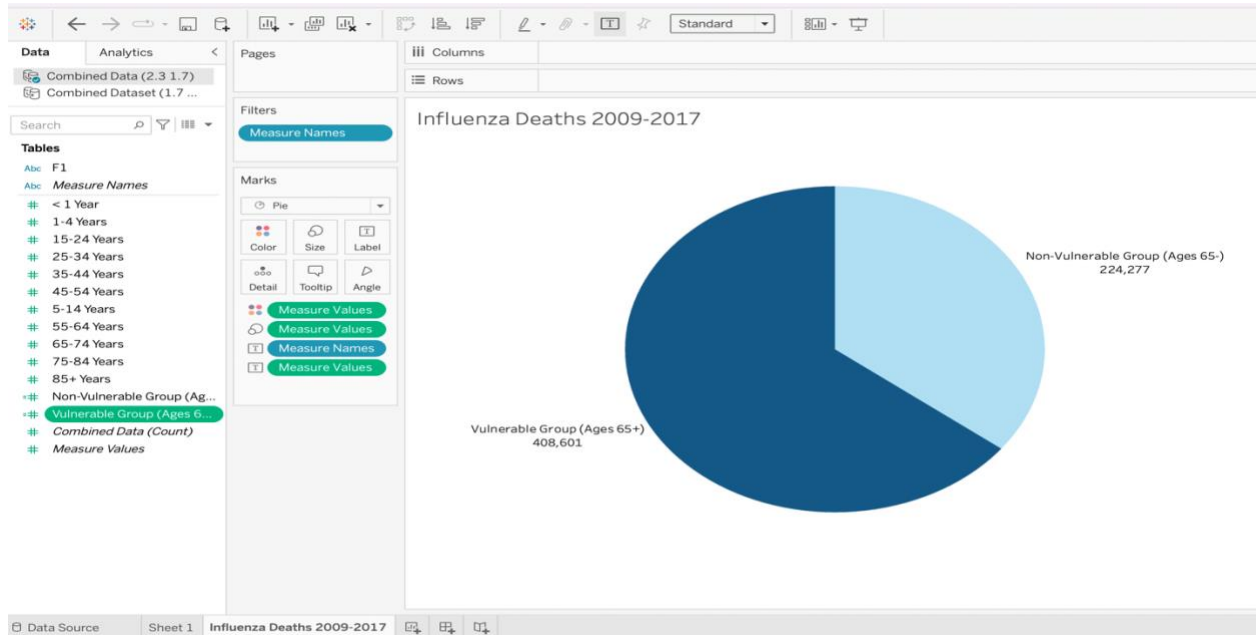 Standard
Data
Analytics
Combined Data (2.3 1.7)
Combined Dataset (1.7 ...
Search
Tables
Abc F1
Abc Measure Names
# < 1 Year
# 1-4 Years
# 15-24 Years
# 25-34 Years
# 35-44 Years
# 45-54 Years
# 5-14 Years
# 55-64 Years
# 65-74 Years
# 75-84 Years
# 85+ Years
=# Non-Vulnerable Group (Ag...
=# Vulnerable Group (Ages 6...
# Combined Data (Count)
# Measure Values
Pages
Filters
Measure Names
Marks
Pie
Color Size Label
Detail Tooltip Angle
Measure Values
Measure Values
Measure Names
Measure Values
Columns
Rows
Influenza Deaths 2009-2017
Non-Vulnerable Group (Ages 65-)
224,277
Vulnerable Group (Ages 65+)
408,601
Data Source
Sheet 1
Influenza Deaths 2009-2017